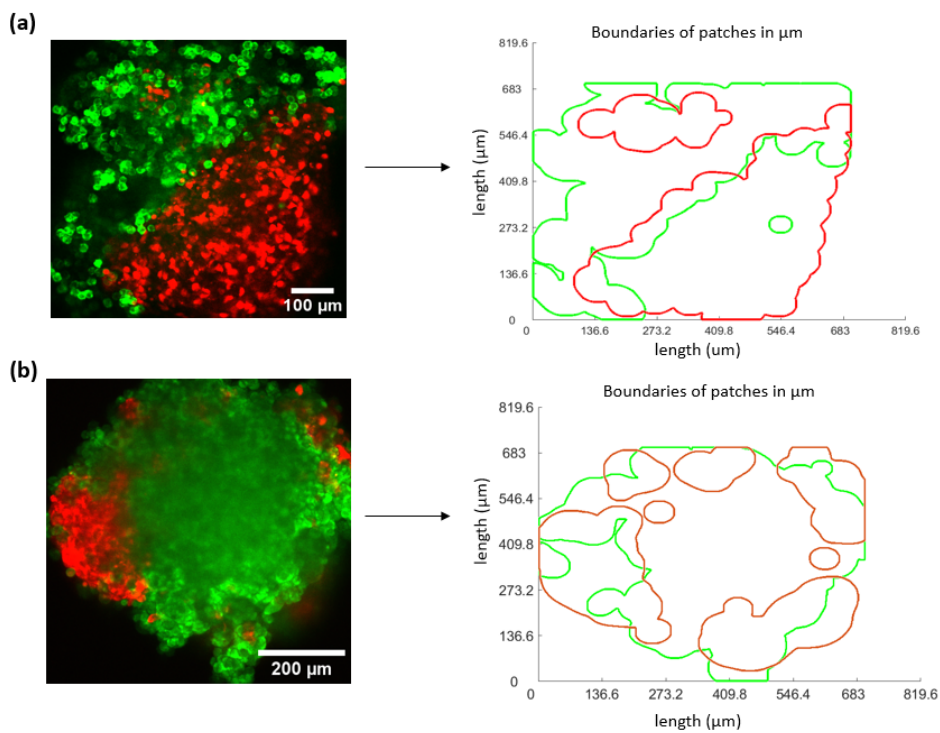 (a)
Boundaries of patches in µm
819.6
683
546.4
409.8
273.2
136.6
0
length (µm)
100 µm
0 136.6 273.2 409.8 546.4 683 819.6
length (um)
(b)
Boundaries of patches in µm
819.6
683
546.4
409.8
273.2
136.6
0
length (µm)
200 µm
0 136.6 273.2 409.8 546.4 683 819.6
length (µm)